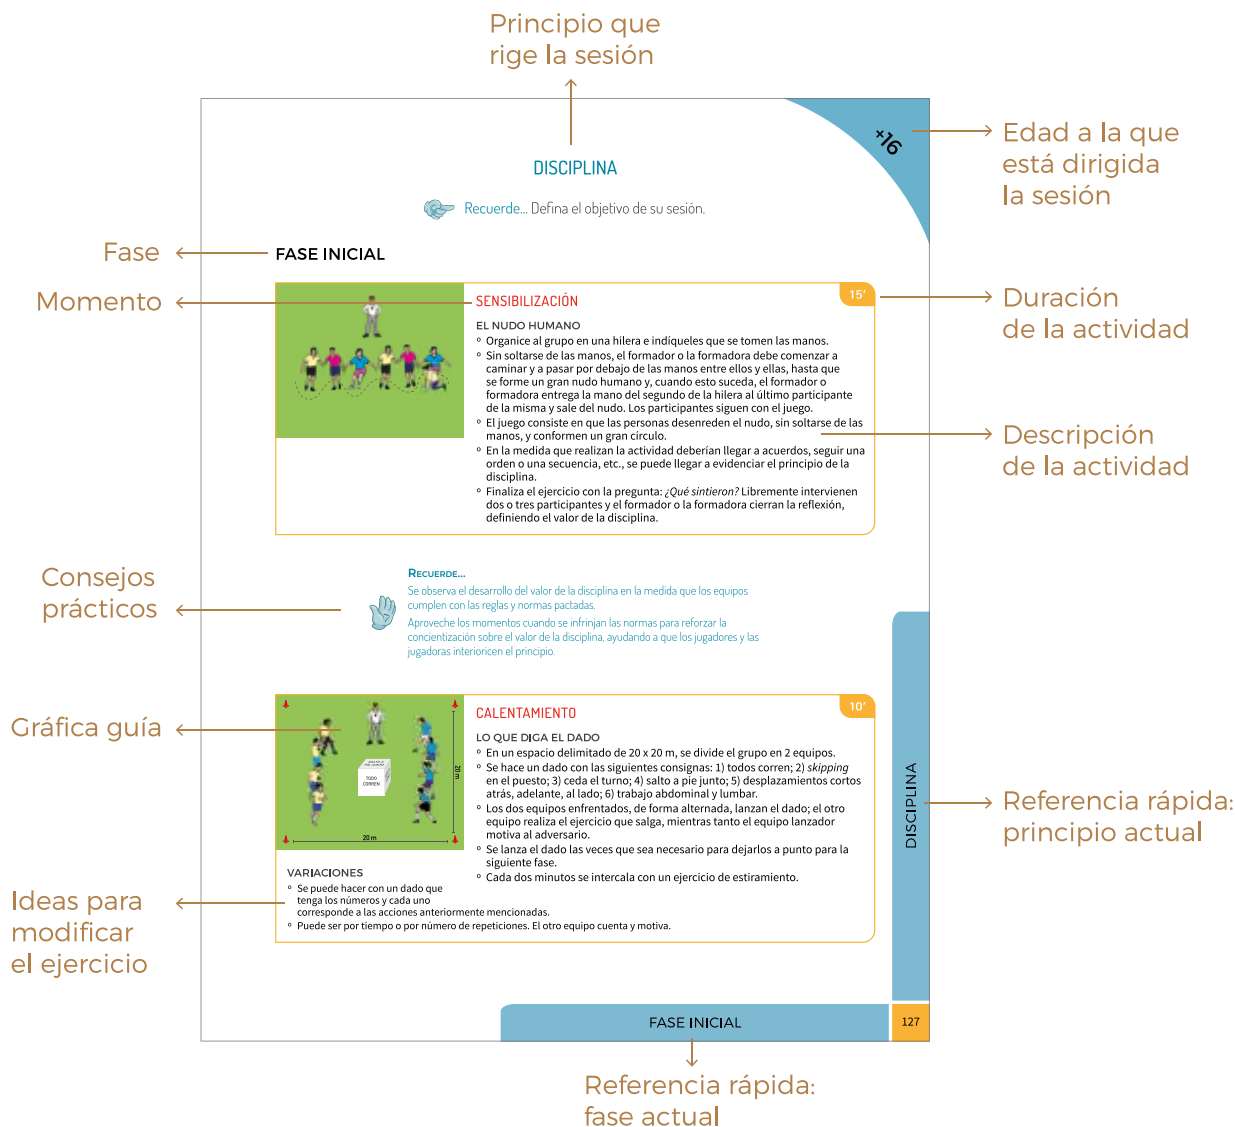 Principio que
rige la sesión
+16
Edad a la que
está dirigida
la sesión
DISCIPLINA
Recuerde... Defina el objetivo de su sesión.
Fase
FASE INICIAL
Momento
SENSIBILIZACIÓN
15'
Duración
de la actividad
EL NUDO HUMANO
º Organice al grupo en una hilera e indíqueles que se tomen las manos.
º Sin soltarse de las manos, el formador o la formadora debe comenzar a
caminar y a pasar por debajo de las manos entre ellos y ellas, hasta que
se forme un gran nudo humano y, cuando esto suceda, el formador o
formadora entrega la mano del segundo de la hilera al último participante
de la misma y sale del nudo. Los participantes siguen con el juego.
º El juego consiste en que las personas desenreden el nudo, sin soltarse de las
manos, y conformen un gran círculo.
º En la medida que realizan la actividad deberían llegar a acuerdos, seguir una
orden o una secuencia, etc., se puede llegar a evidenciar el principio de la
disciplina.
º Finaliza el ejercicio con la pregunta: ¿Qué sintieron? Libremente intervienen
dos o tres participantes y el formador o la formadora cierran la reflexión,
definiendo el valor de la disciplina.
Descripción
de la actividad
Consejos
prácticos
RECUERDE...
Se observa el desarrollo del valor de la disciplina en la medida que los equipos
cumplen con las reglas y normas pactadas.
Aproveche los momentos cuando se infrinjan las normas para reforzar la
concientización sobre el valor de la disciplina, ayudando a que los jugadores y las
jugadoras interioricen el principio.
Gráfica guía
TODO
CORREN
20 m
20 m
CALENTAMIENTO
10'
LO QUE DIGA EL DADO
º En un espacio delimitado de 20 x 20 m, se divide el grupo en 2 equipos.
º Se hace un dado con las siguientes consignas: 1) todos corren; 2) skipping
en el puesto; 3) ceda el turno; 4) salto a pie junto; 5) desplazamientos cortos
atrás, adelante, al lado; 6) trabajo abdominal y lumbar.
º Los dos equipos enfrentados, de forma alternada, lanzan el dado; el otro
equipo realiza el ejercicio que salga, mientras tanto el equipo lanzador
motiva al adversario.
º Se lanza el dado las veces que sea necesario para dejarlos a punto para la
siguiente fase.
º Cada dos minutos se intercala con un ejercicio de estiramiento.
VARIACIONES
º Se puede hacer con un dado que
tenga los números y cada uno
corresponde a las acciones anteriormente mencionadas.
º Puede ser por tiempo o por número de repeticiones. El otro equipo cuenta y motiva.
Ideas para
modificar
el ejercicio
DISCIPLINA
Referencia rápida:
principio actual
FASE INICIAL
127
Referencia rápida:
fase actual